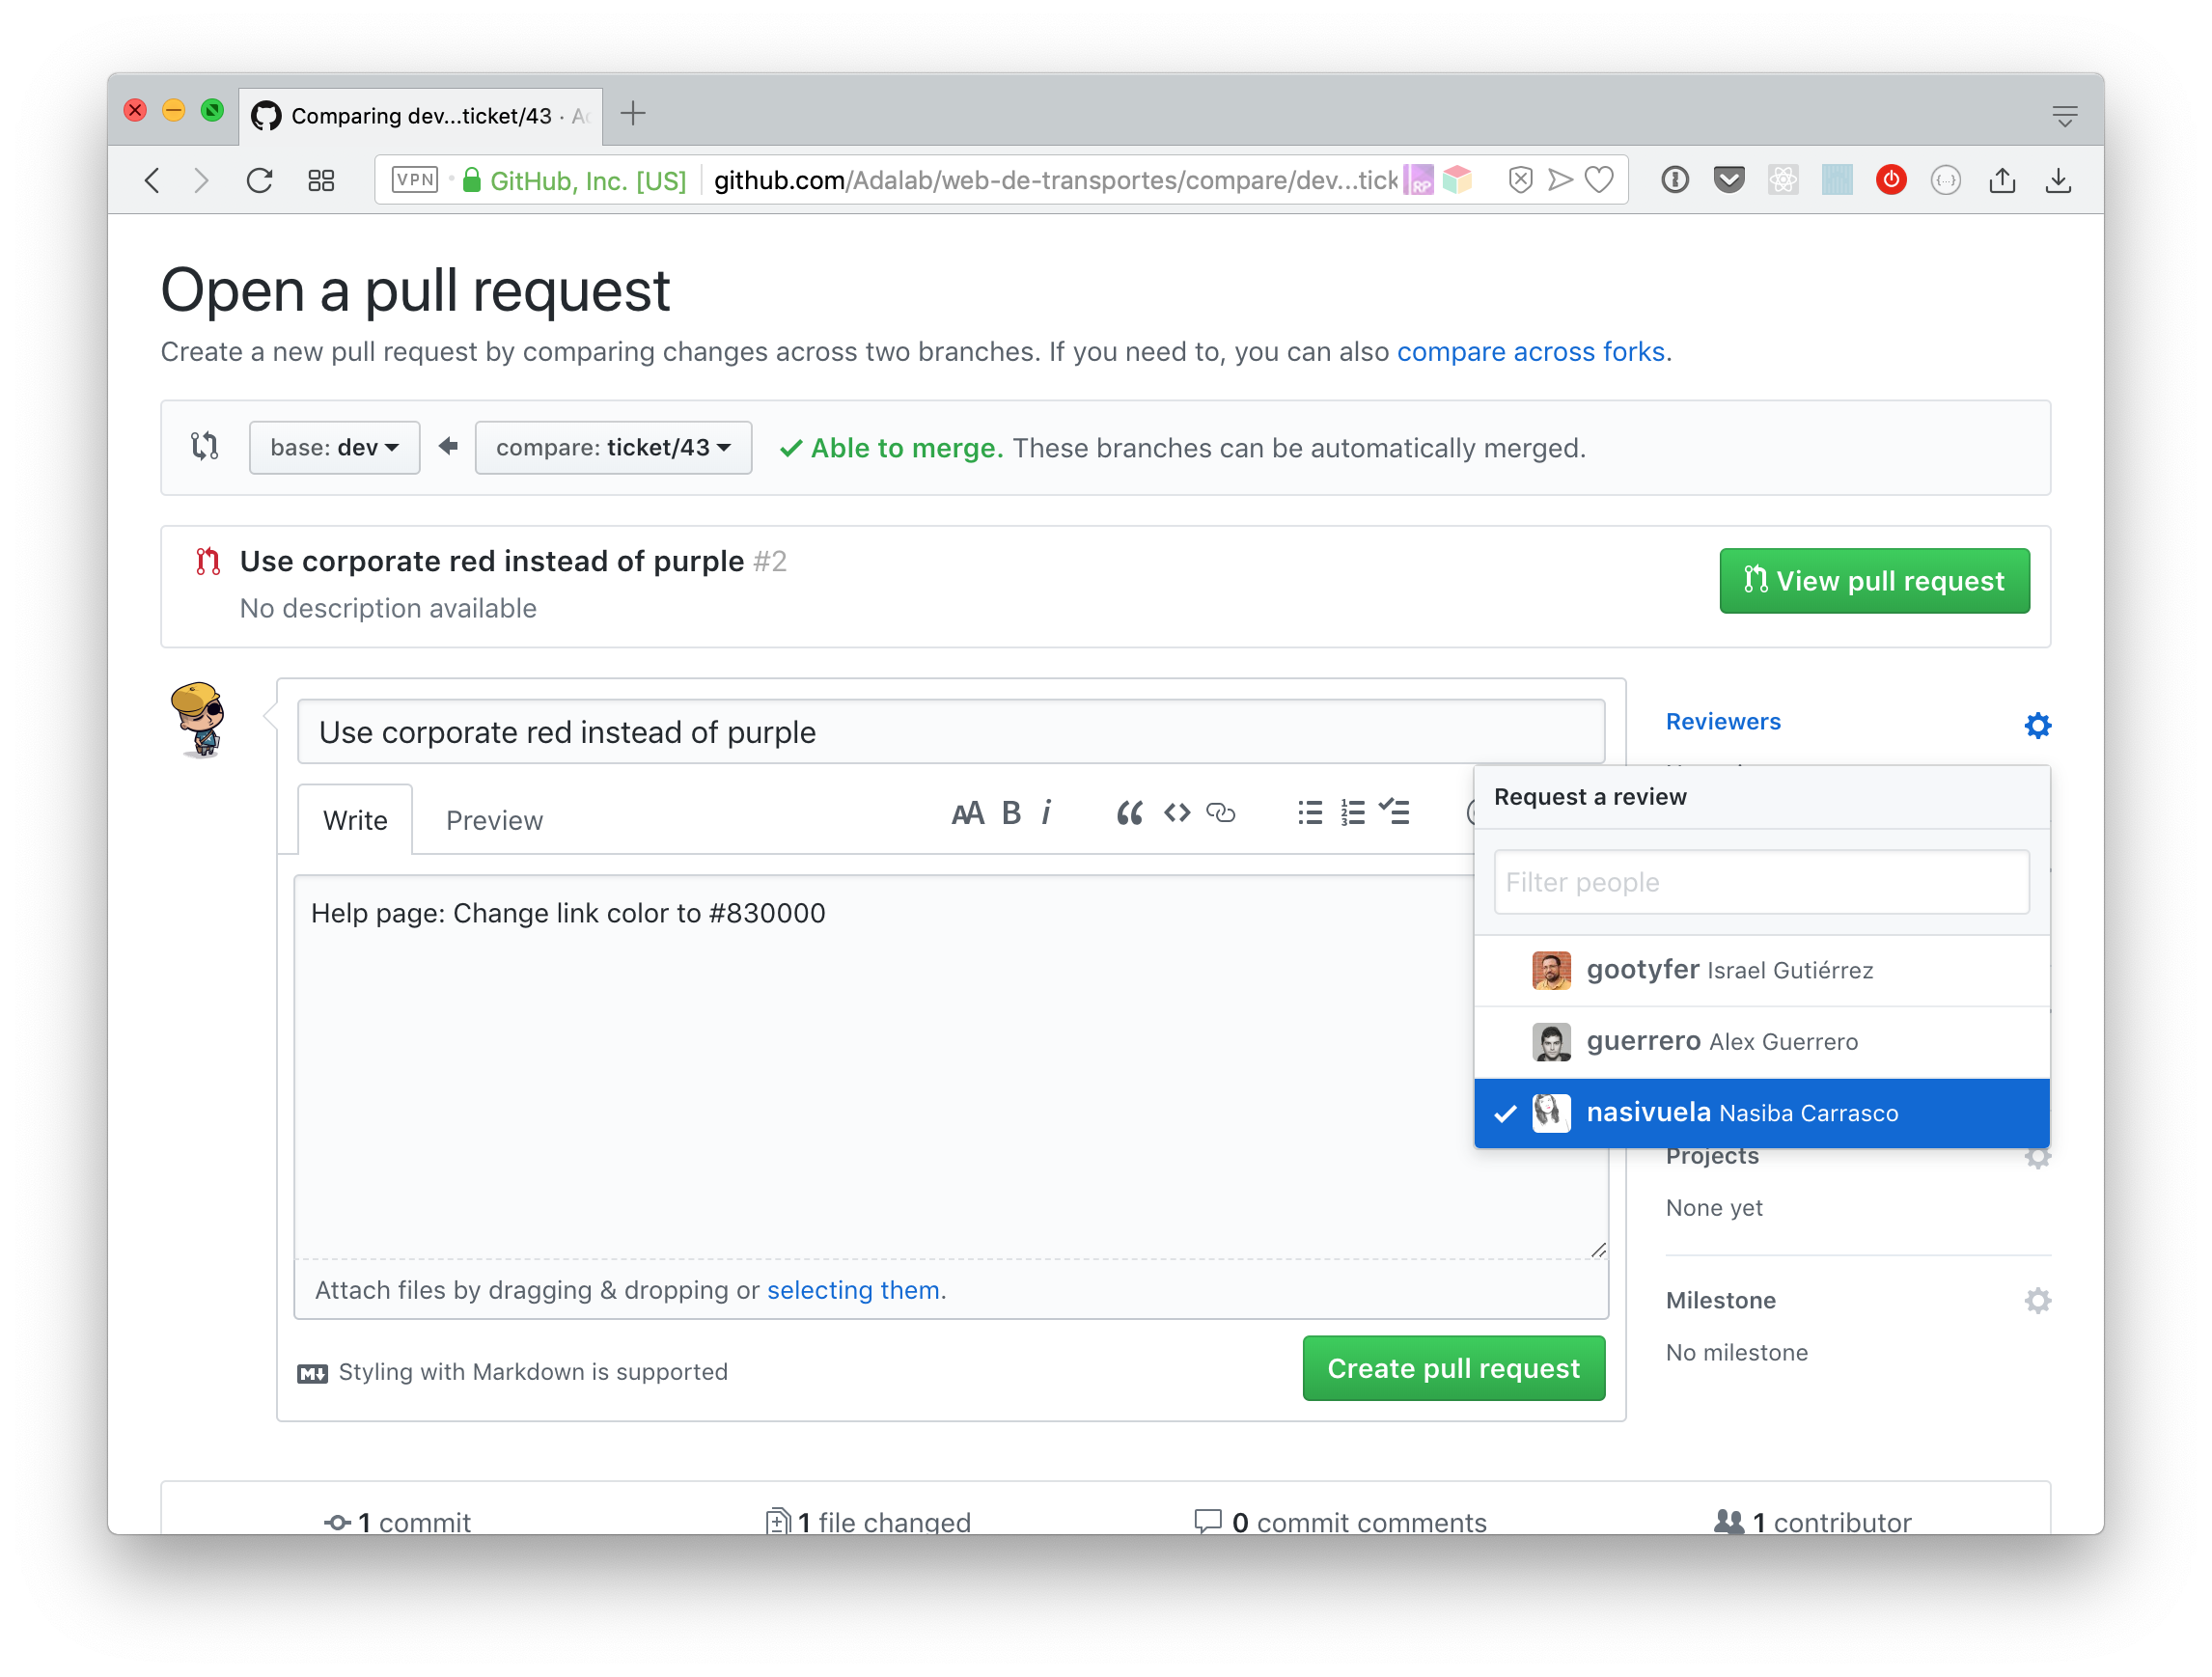 Comparing dev...ticket/43 · Ad
VPN GitHub, Inc. [US] github.com/Adalab/web-de-transportes/compare/dev...tick
Open a pull request
Create a new pull request by comparing changes across two branches. If you need to, you can also compare across forks.
base: dev compare: ticket/43 Able to merge. These branches can be automatically merged.
Use corporate red instead of purple #2
No description available
View pull request
Use corporate red instead of purple
Reviewers
Write Preview AA B i
Request a review
Filter people
Help page: Change link color to #830000
gootyfer Israel Gutiérrez
guerrero Alex Guerrero
nasivuela Nasiba Carrasco
Projects
None yet
Attach files by dragging & dropping or selecting them.
Milestone
No milestone
Styling with Markdown is supported
Create pull request
1 commit 1 file changed 0 commit comments 1 contributor